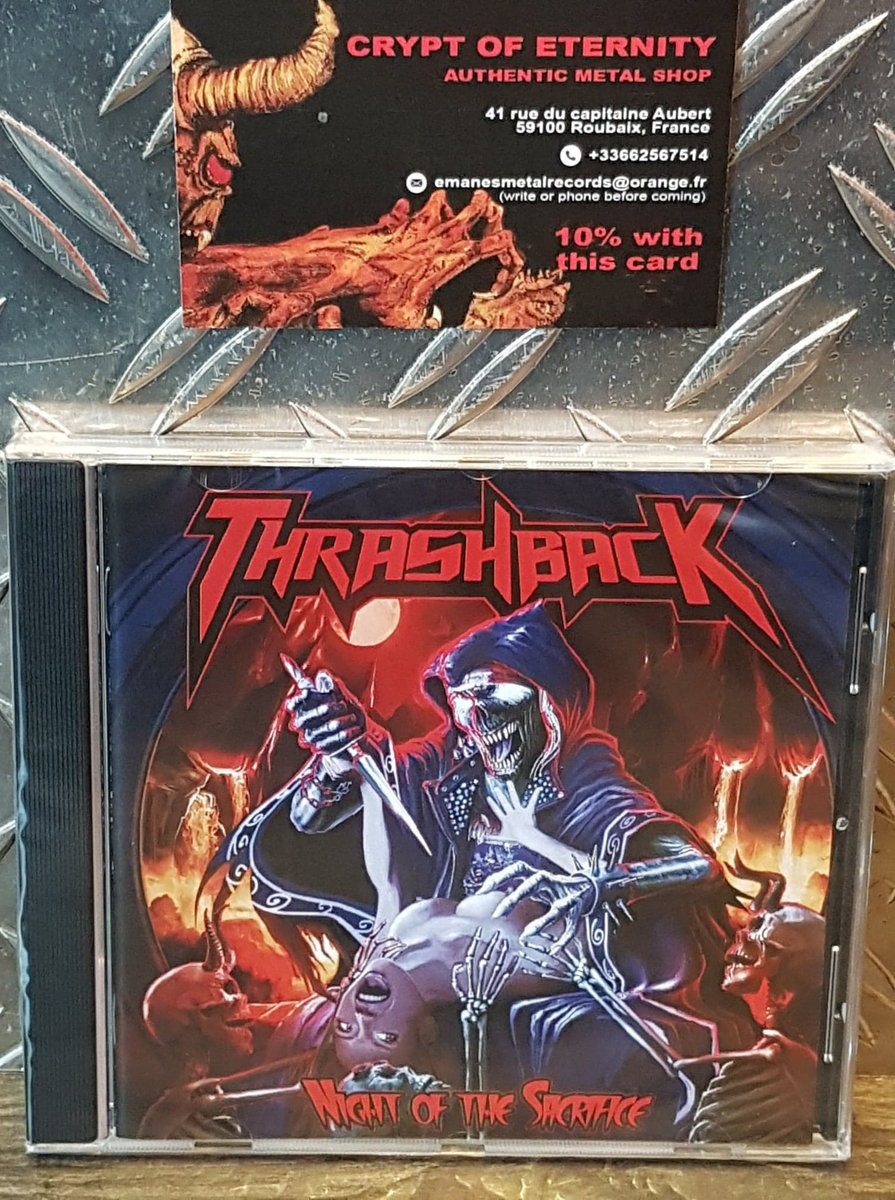 CRYPT OF ETERNITY
AUTHENTIC METAL SHOP
41 rue du capitaine Aubert
59100 Roubaix, France
+33662567514
emanesmetalrecords@orange.fr
(write or phone before coming)
10% with
this card
THRASHBACK
NIGHT OF THE SACRIFICE